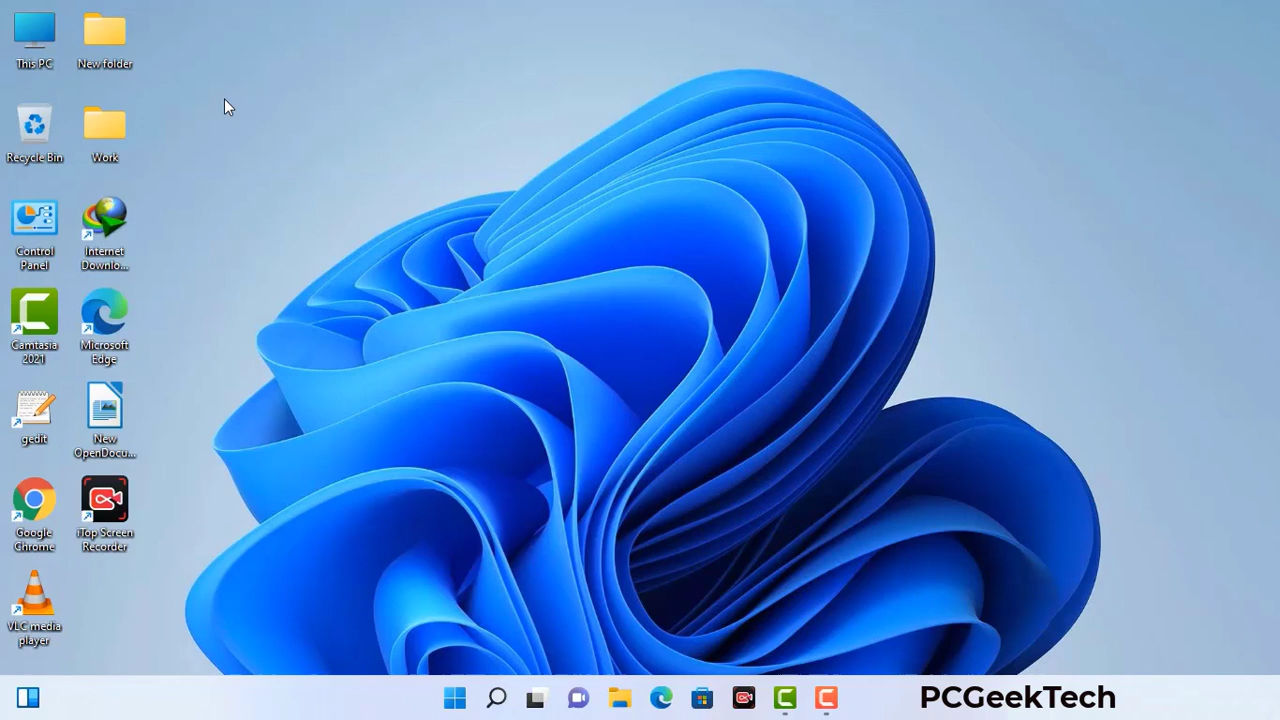 This PC
New folder
Recycle Bin
Work
Control
Panel
Internet
Downlo...
Camtasia
2021
Microsoft
Edge
gedit
New
OpenDocu...
Google
Chrome
iTop Screen
Recorder
VLC media
player
PCGeekTech